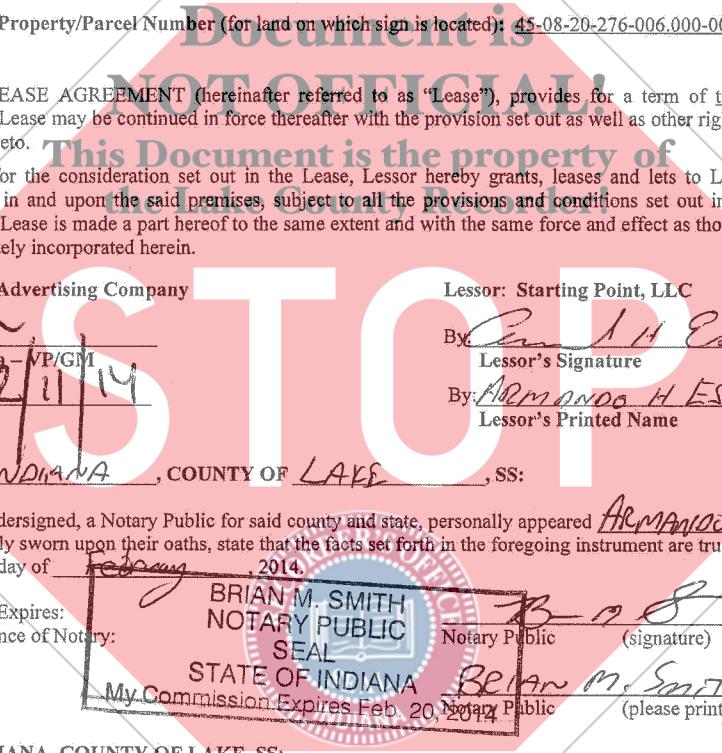 Property/Parcel Number (for land on which sign is located): 45-08-20-276-006.000-0
Document is
NOT OFFICIAL!
EASE AGREEMENT (hereinafter referred to as “Lease”), provides for a term of
Lease may be continued in force thereafter with the provision set out as well as other rig
eto.
This Document is the property of
or the consideration set out in the Lease, Lessor hereby grants, leases and lets to L
in and upon the said premises, subject to all the provisions and conditions set out in
the Lake County Recorder!
Lease is made a part hereof to the same extent and with the same force and effect as tho
ely incorporated herein.
STOP
Advertising Company
Lessor: Starting Point, LLC
By:
– VP/GM
Lessor's Signature
2/11/14
By: ARMANDO H ES
Lessor's Printed Name
NDIANA, COUNTY OF LAKE, SS:
dersigned, a Notary Public for said county and state, personally appeared ARMANDO
ly sworn upon their oaths, state that the facts set forth in the foregoing instrument are tru
day of February, 2014.
BRIAN M. SMITH
NOTARY PUBLIC
SEAL
STATE OF INDIANA
My Commission Expires Feb. 20, 2014
Expires:
nce of Notary:
Notary Public (signature)
BRIAN M. Smit
Notary Public (please print
IANA, COUNTY OF LAKE, SS: